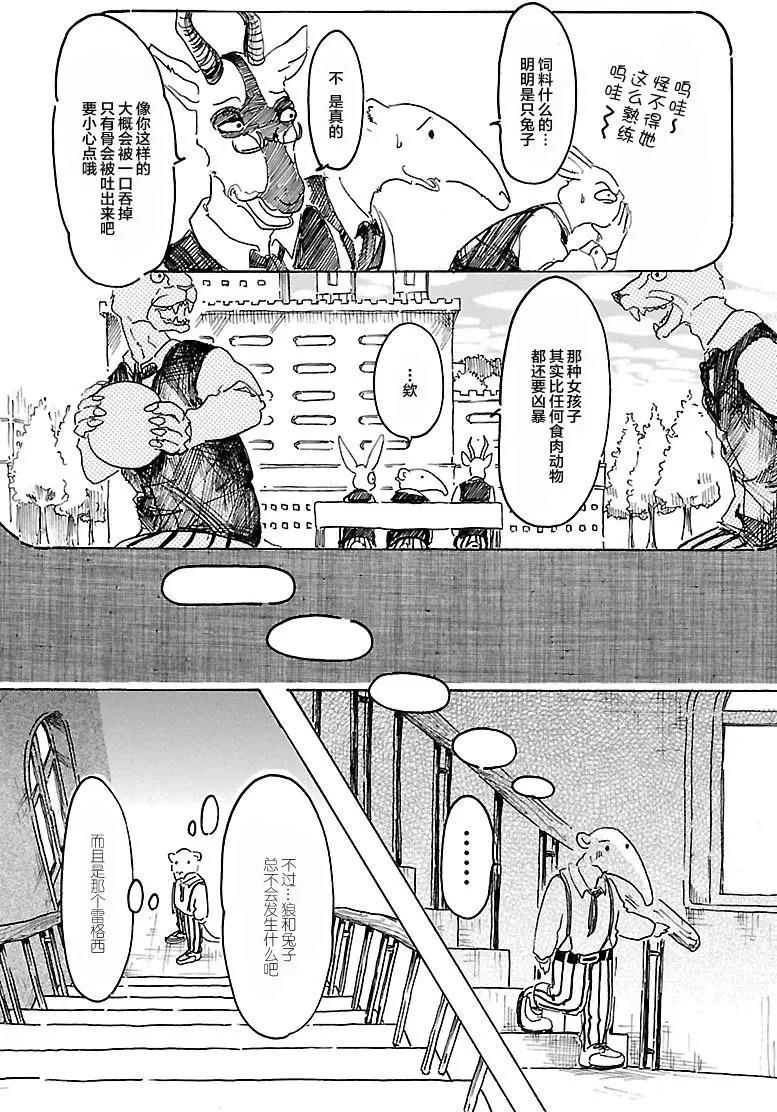 呜哇
怪不得她
这么熟练
呜哇
饲料什么的…
明明是只兔子
不 是真的
像你这样的
大概会被一口吞掉
只有骨会被吐出来吧
要小心点哦
那种女孩子
其实比任何食肉动物
都还要凶暴
…欸
……
不过…狼和兔子
总不会发生什么吧
而且是那个雷格西